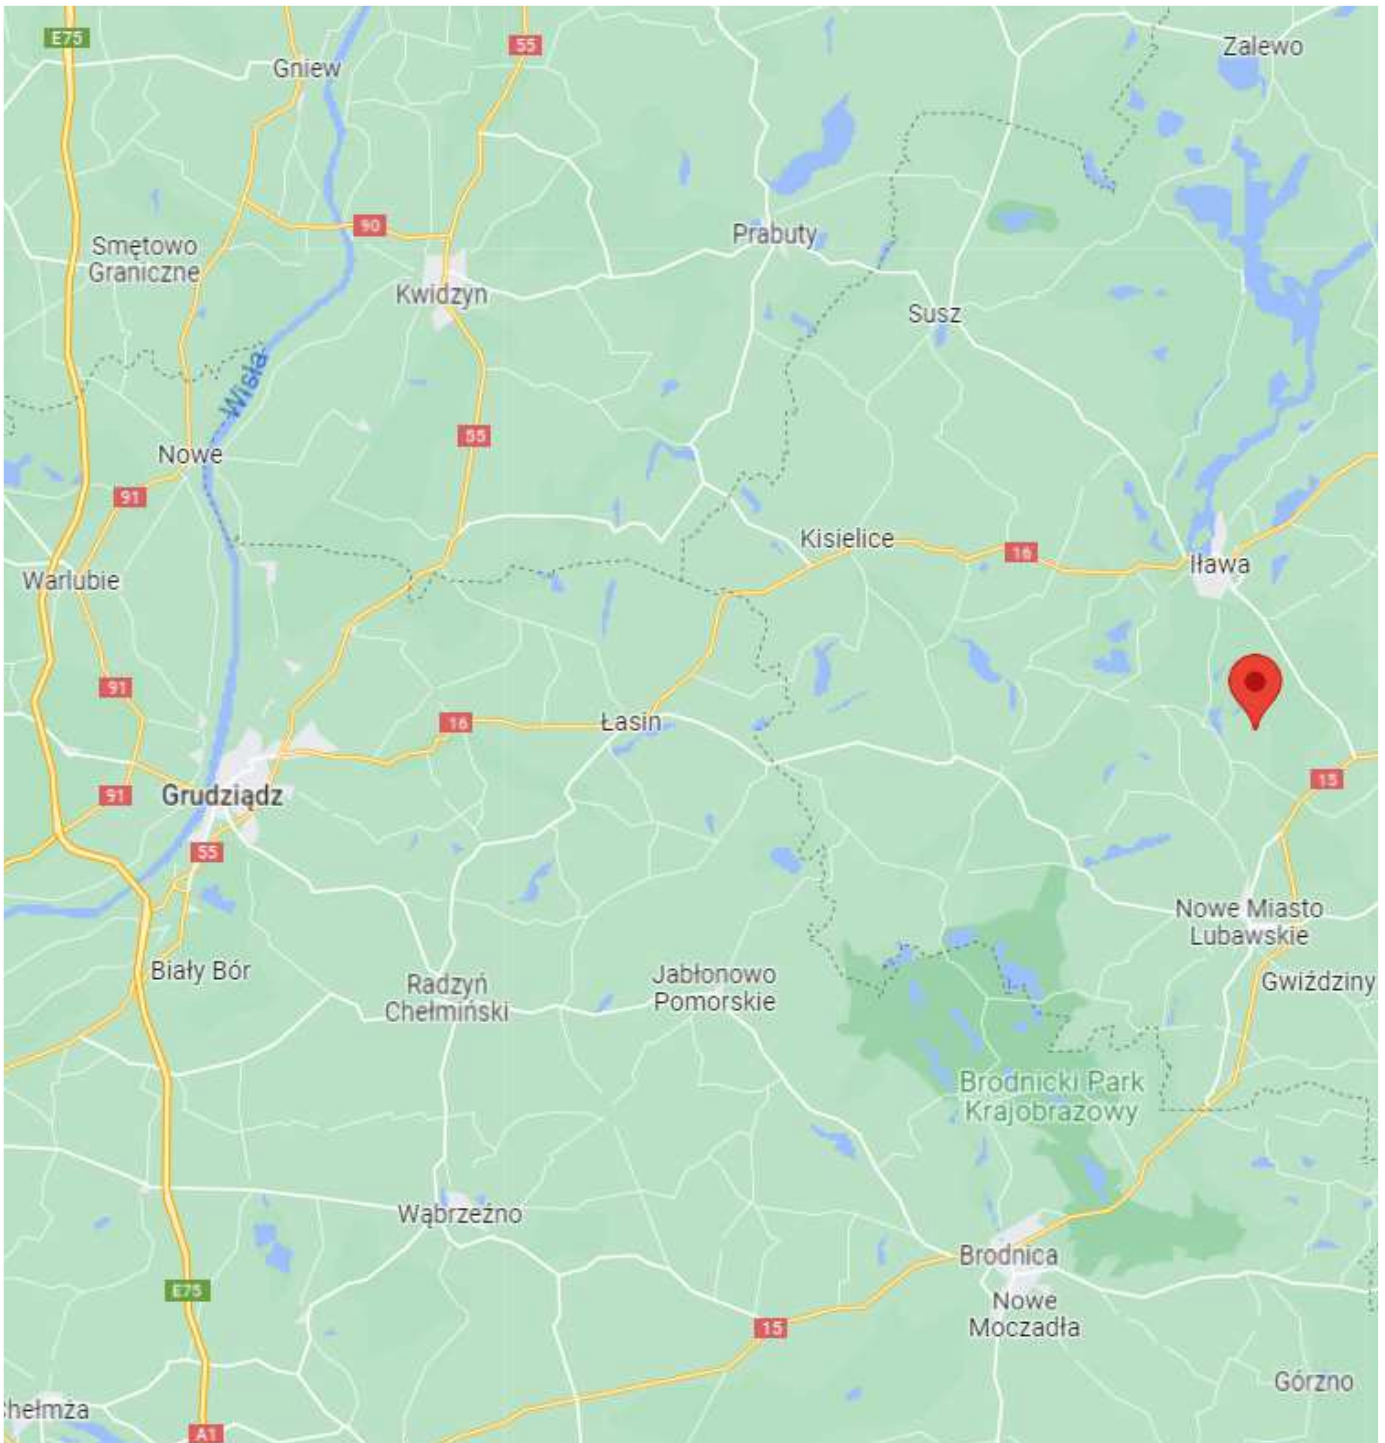 E75
55
Zalewo
Gniew
90
Prabuty
Smętowo
Graniczne
Kwidzyn
Susz
Wisła
55
Nowe
91
Kisielice
16
Iława
Warlubie
91
16
Łasin
15
91
Grudziądz
55
Nowe Miasto
Lubawskie
Biały Bór
Radzyń
Chełmiński
Jabłonowo
Pomorskie
Gwiździny
Brodnicki Park
Krajobrazowy
Wąbrzeźno
Brodnica
E75
Nowe
Moczadła
15
Górzno
hełmża
A1